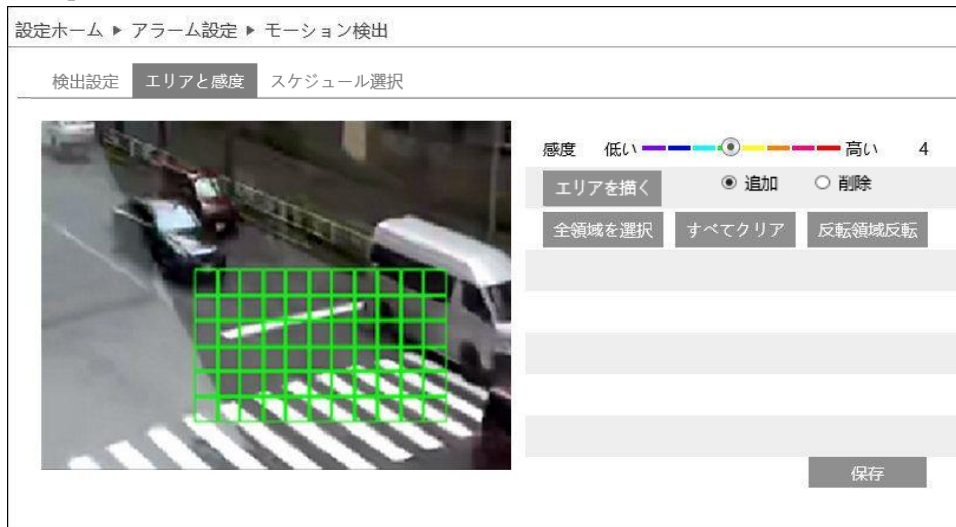 設定ホーム ▶ アラーム設定 ▶ モーション検出
検出設定 エリアと感度 スケジュール選択
感度 低い 高い 4
エリアを描く 追加 削除
全領域を選択 すべてクリア 反転領域反転
保存